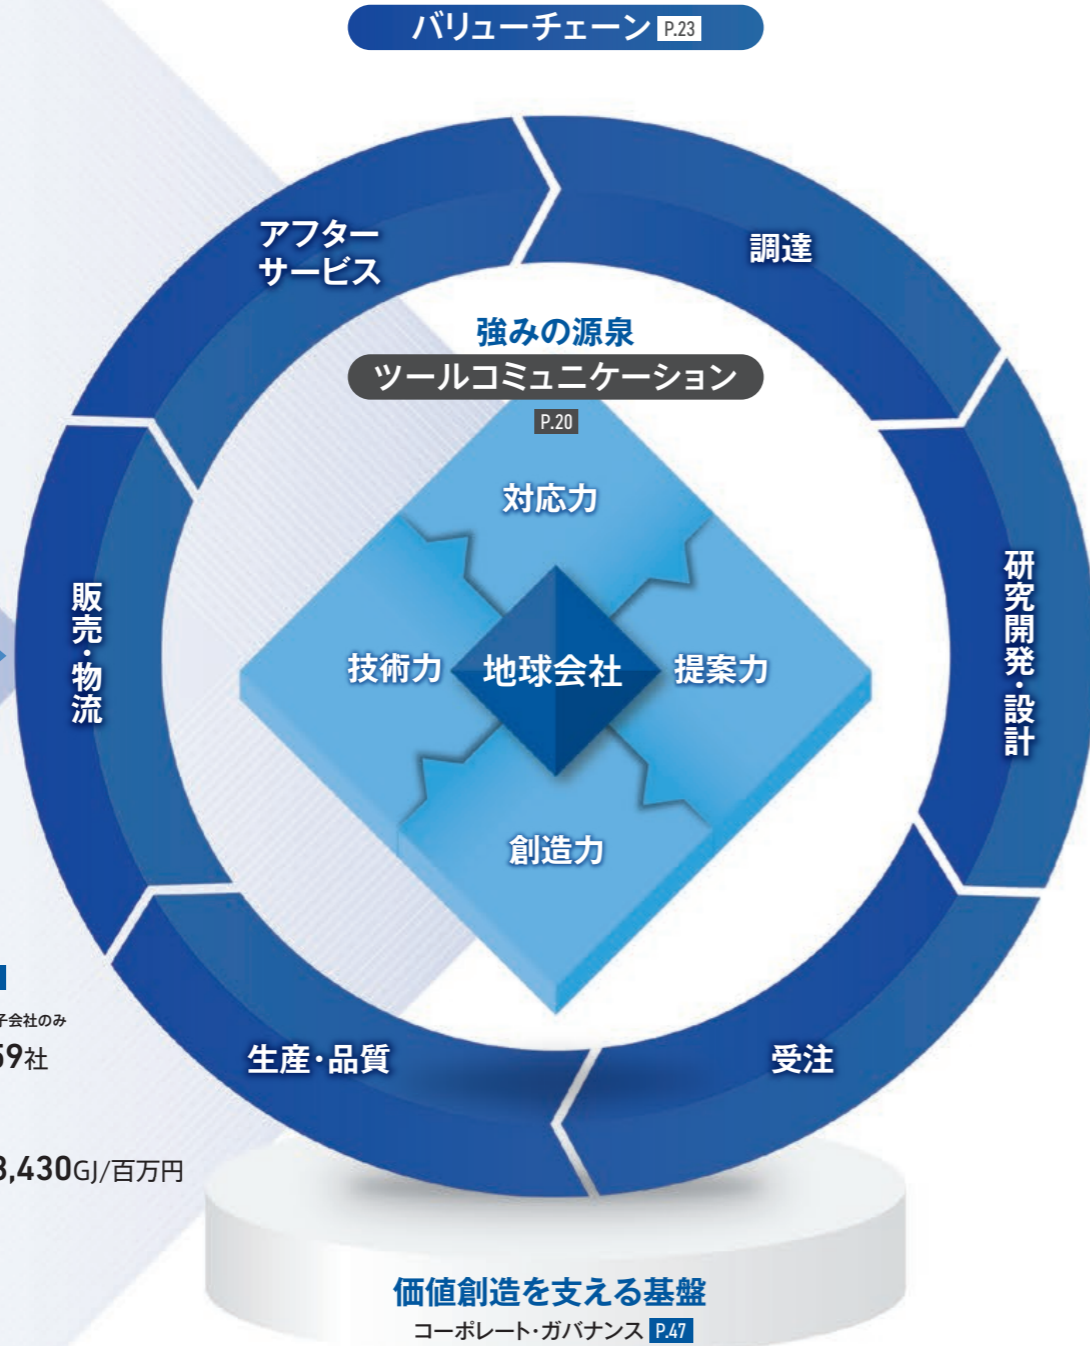 バリューチェーン P.23
アフター
サービス
調達
強みの源泉
ツールコミュニケーション
P.20
対応力
技術力
地球会社
提案力
創造力
販売・物流
研究開発・設計
生産・品質
受注
子会社のみ
59社
3,430GJ/百万円
価値創造を支える基盤
コーポレート・ガバナンス P.47